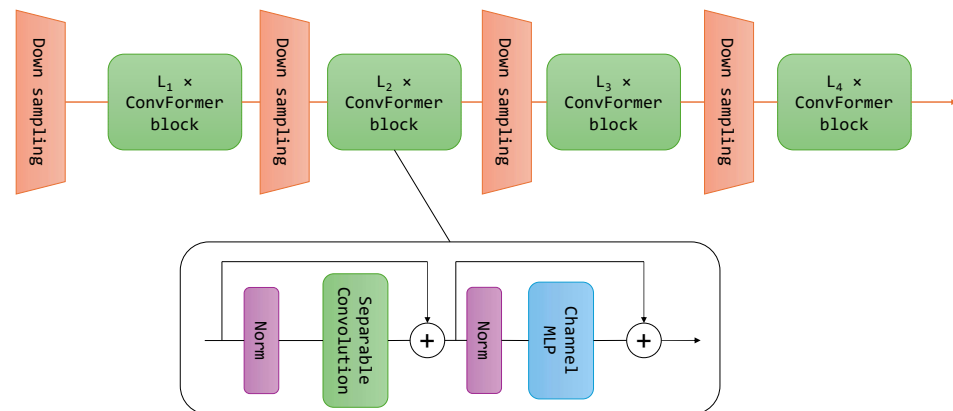 Down sampling
L₁ ×
ConvFormer
block
Down sampling
L₂ ×
ConvFormer
block
Down sampling
L₃ ×
ConvFormer
block
Down sampling
L₄ ×
ConvFormer
block
Norm
Separable
Convolution
+
Norm
Channel
MLP
+